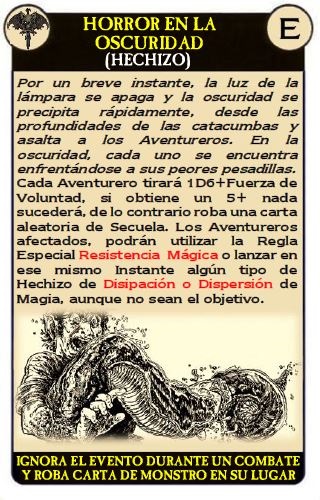 HORROR EN LA
OSCURIDAD
(HECHIZO)
E
Por un breve instante, la luz de la
lámpara se apaga y la oscuridad se
precipita rápidamente, desde las
profundidades de las catacumbas y
asalta a los Aventureros. En la
oscuridad, cada uno se encuentra
enfrentándose a sus peores pesadillas.
Cada Aventurero tirará 1D6+Fuerza de
Voluntad, si obtiene un 5+ nada
sucederá, de lo contrario roba una carta
aleatoria de Secuela. Los Aventureros
afectados, podrán utilizar la Regla
Especial Resistencia Mágica o lanzar en
ese mismo Instante algún tipo de
Hechizo de Disipación o Dispersión de
Magia, aunque no sean el objetivo.
IGNORA EL EVENTO DURANTE UN COMBATE
Y ROBA CARTA DE MONSTRO EN SU LUGAR